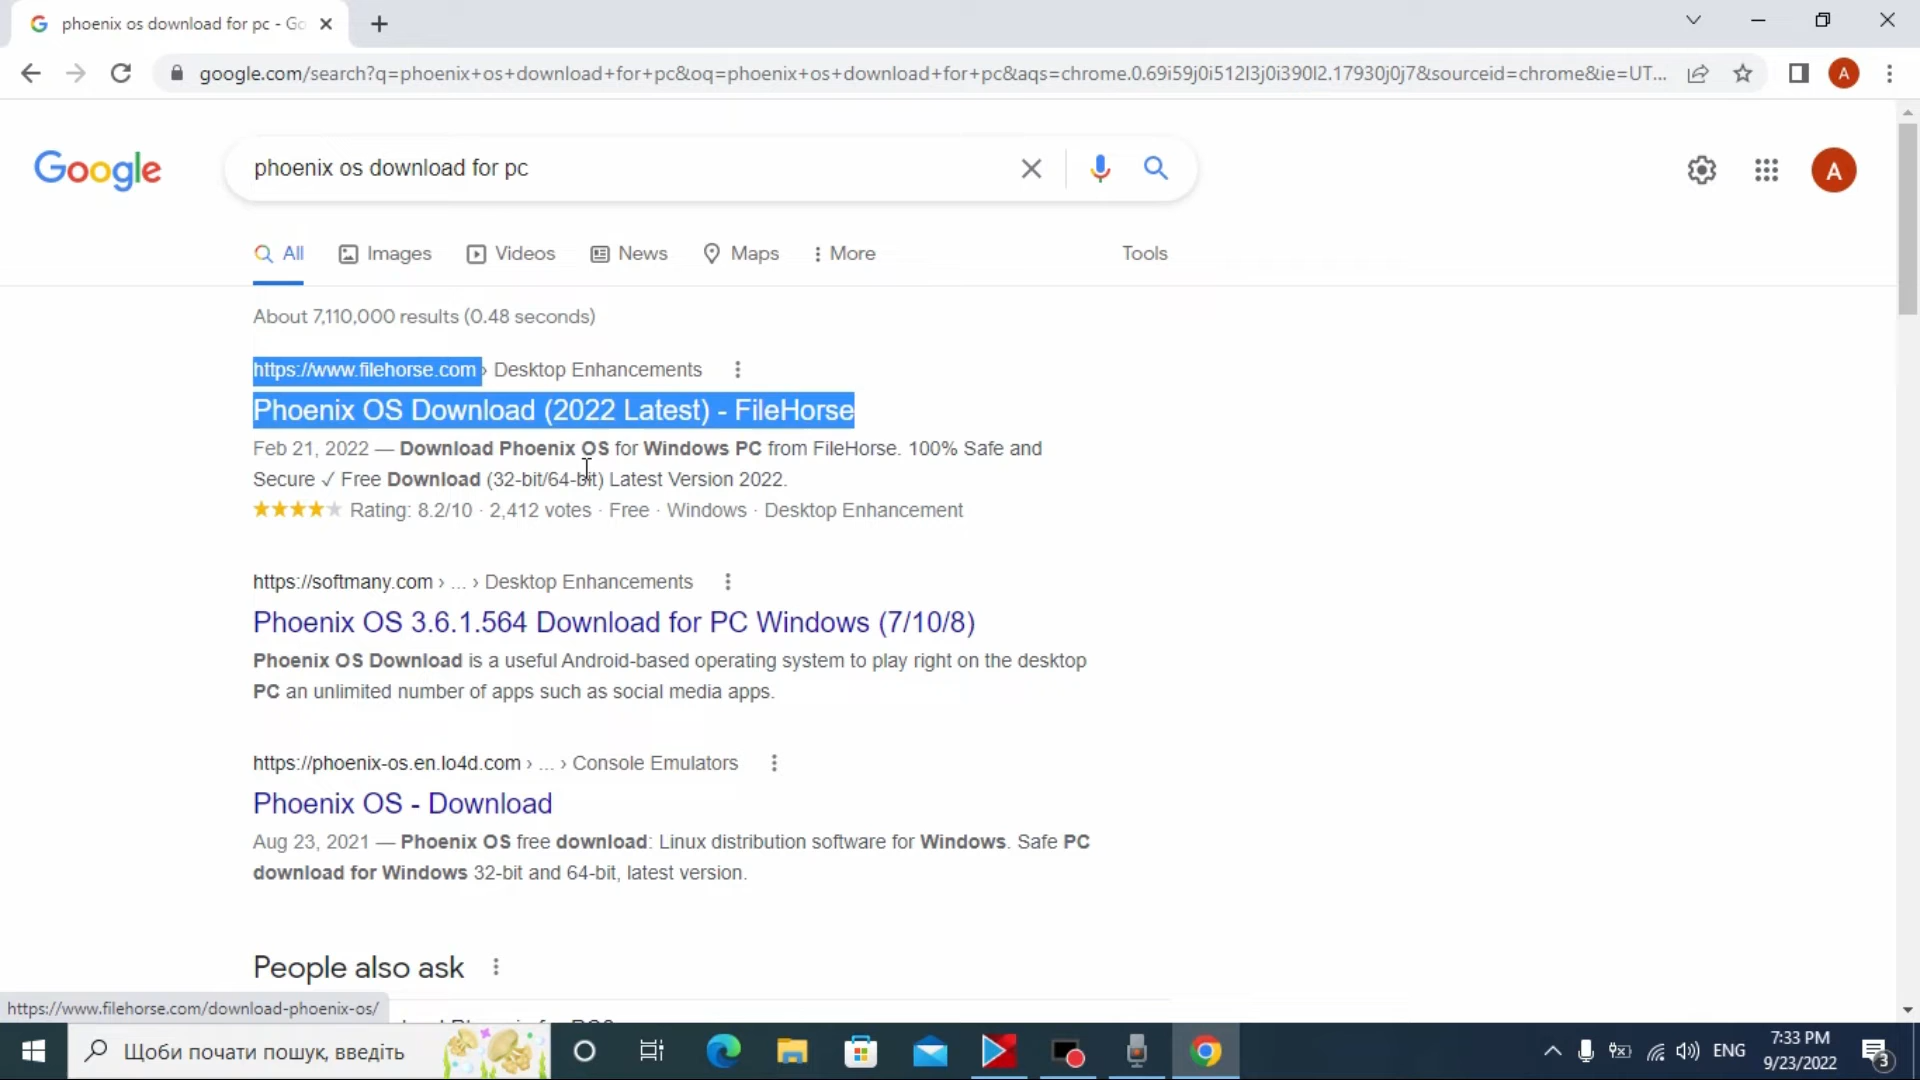 phoenix os download for pc - Go
google.com/search?q=phoenix+os+download+for+pc&oq=phoenix+os+download+for+pc&aqs=chrome.0.69i59j0i512l3j0i390l2.17930j0j7&sourceid=chrome&ie=UT...
A
Google
phoenix os download for pc
A
All
Images
Videos
News
Maps
More
Tools
About 7,110,000 results (0.48 seconds)
https://www.filehorse.com › Desktop Enhancements
Phoenix OS Download (2022 Latest) - FileHorse
Feb 21, 2022 — Download Phoenix OS for Windows PC from FileHorse. 100% Safe and
Secure ✓ Free Download (32-bit/64-bit) Latest Version 2022.
★★★★★ Rating: 8.2/10 · 2,412 votes · Free · Windows · Desktop Enhancement
https://softmany.com › ... › Desktop Enhancements
Phoenix OS 3.6.1.564 Download for PC Windows (7/10/8)
Phoenix OS Download is a useful Android-based operating system to play right on the desktop
PC an unlimited number of apps such as social media apps.
https://phoenix-os.en.lo4d.com › ... › Console Emulators
Phoenix OS - Download
Aug 23, 2021 — Phoenix OS free download: Linux distribution software for Windows. Safe PC
download for Windows 32-bit and 64-bit, latest version.
People also ask
https://www.filehorse.com/download-phoenix-os/
Щоби почати пошук, введіть
ENG
7:33 PM
9/23/2022
3